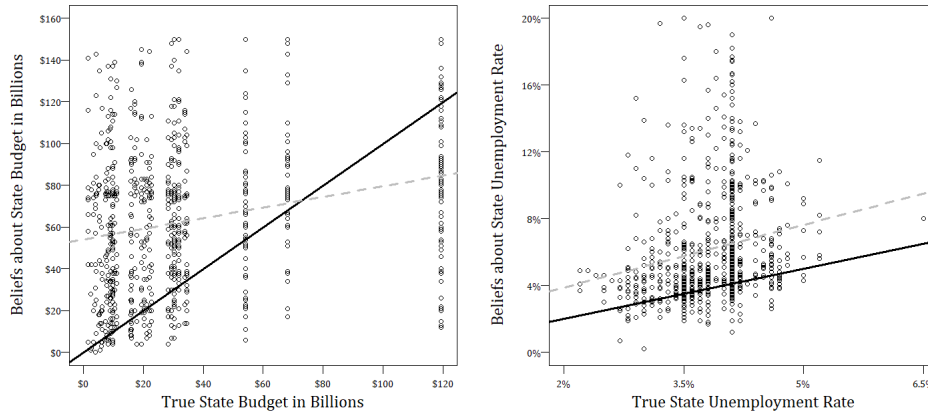 Beliefs about State Budget in Billions
$160
$140
$120
$100
$80
$60
$40
$20
$0
$0 $20 $40 $60 $80 $100 $120
True State Budget in Billions
Beliefs about State Unemployment Rate
20%
16%
12%
8%
4%
0%
2% 3.5% 5% 6.5%
True State Unemployment Rate